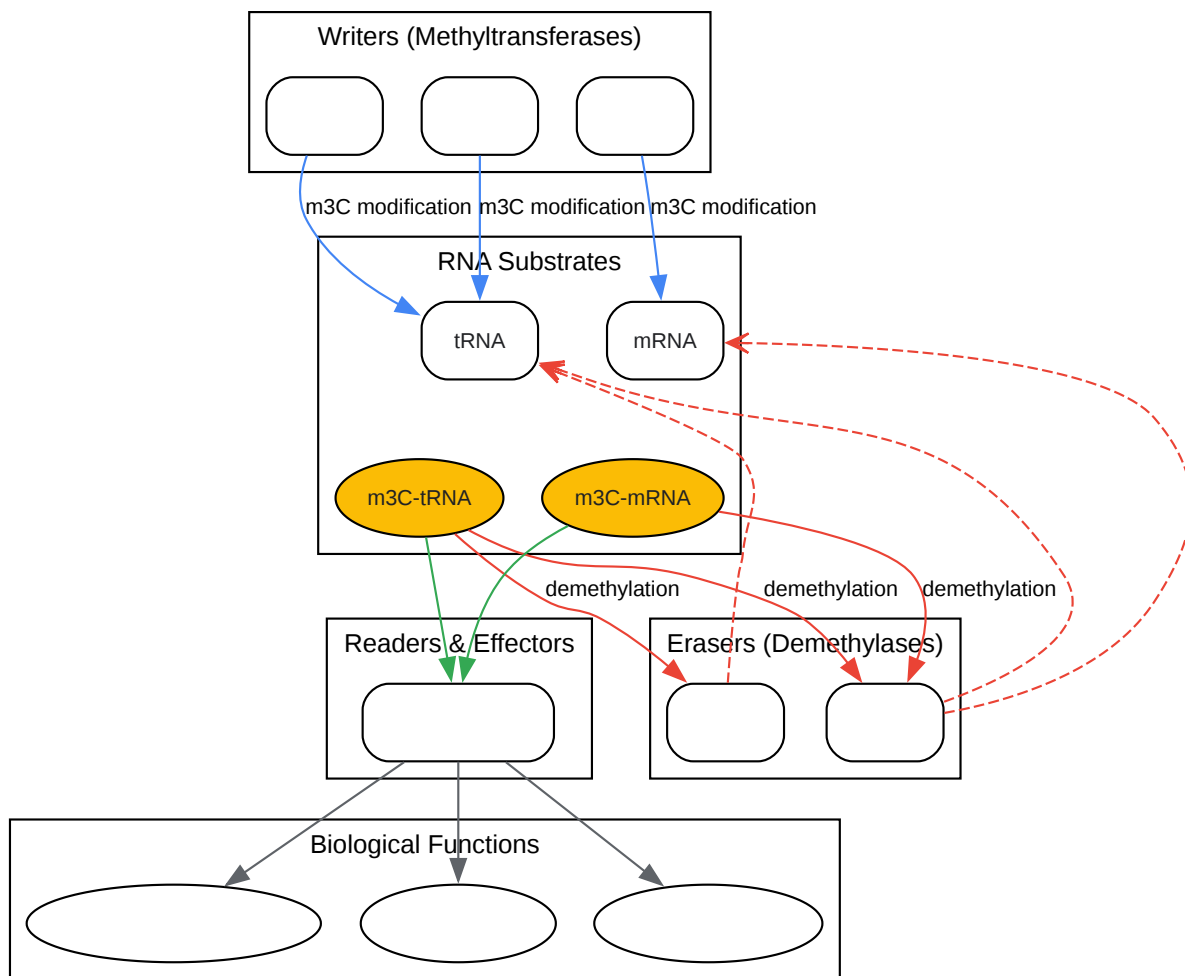 Writers (Methyltransferases)
m3C modification
m3C modification
m3C modification
RNA Substrates
tRNA
mRNA
m3C-tRNA
m3C-mRNA
demethylation
demethylation
demethylation
Readers & Effectors
Erasers (Demethylases)
Biological Functions